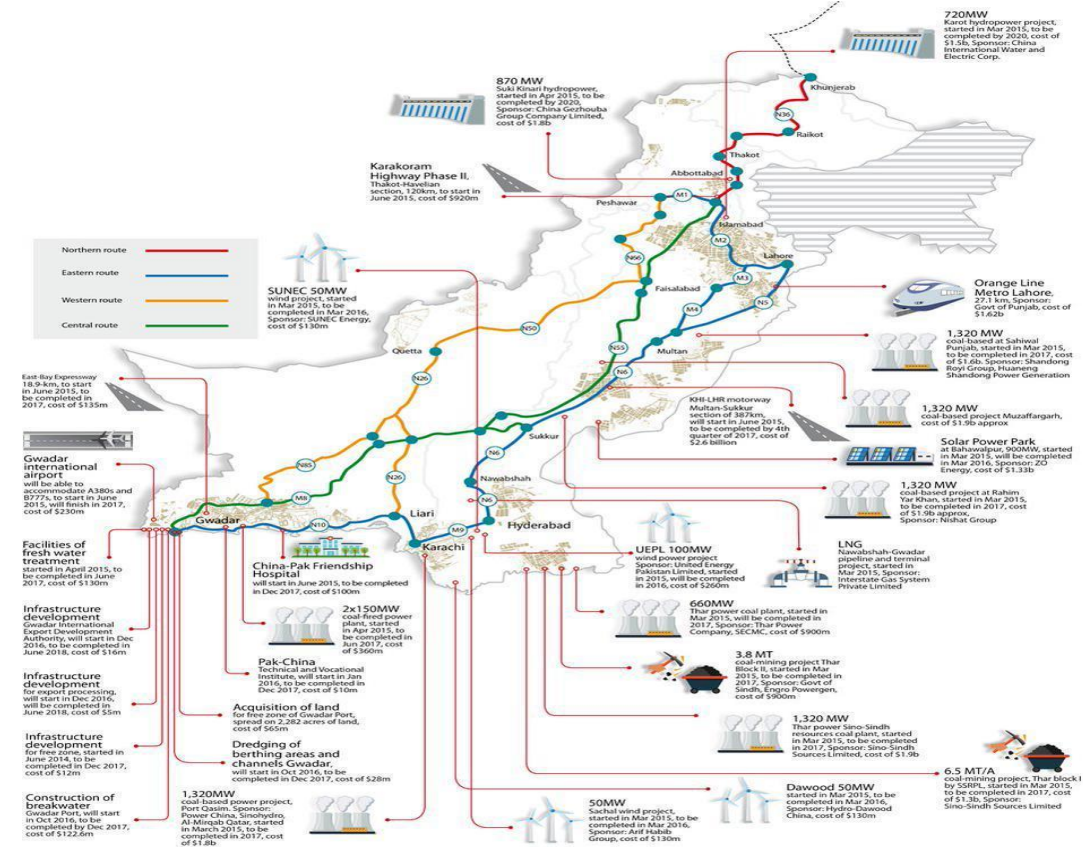 720MW
Karot hydropower project,
started in Mar 2015, to be
completed by 2020, cost of
$1.5b, Sponsor: China
International Water and
Electric Corp.
870 MW
Suki Kinari hydropower,
started in Apr 2015, to be
completed by 2020,
Sponsor: China Gezhouba
Group Company Limited,
cost of $1.8b
Karakoram
Highway Phase II,
Thakot-Havelian
section, 120km, to start in
June 2015, cost of $920m
Khunjerab
N36
Raikot
Thakot
Abbottabad
Peshawar
M1
Islamabad
M2
Lahore
N66
M3
Faisalabad
N5
M4
N50
N55
Multan
Quetta
N6
N26
Sukkur
N6
N85
N26
Nawabshah
M8
N6
Gwadar
N10
Liari
M9
Hyderabad
Karachi
Northern route
Eastern route
Western route
Central route
SUNEC 50MW
wind project, started
in Mar 2015, to be
completed in Mar 2016,
Sponsor: SUNEC Energy,
cost of $130m
Orange Line
Metro Lahore,
27.1 km, Sponsor:
Govt of Punjab, cost of
$1.62b
1,320 MW
coal-based at Sahiwal
Punjab, started in Mar 2015,
to be completed in 2017, cost
of $1.6b. Sponsor: Shandong
Royi Group, Huaneng
Shandong Power Generation
1,320 MW
coal-based project Muzaffargarh,
cost of $1.9b approx
KHI-LHR motorway
Multan-Sukkur
section of 387km,
will start in June 2015,
to be completed by 4th
quarter of 2017, cost of
$2.6 billion
Solar Power Park
at Bahawalpur, 900MW, started
in Mar 2015, will be completed
in Mar 2016, Sponsor: ZO
Energy, cost of $1.33b
1,320 MW
coal-based project at Rahim
Yar Khan, started in Mar 2015,
to be completed in 2017, cost
of $1.9b approx,
Sponsor: Nishat Group
LNG
Nawabshah-Gwadar
pipeline and terminal
project, started in
Mar 2015, Sponsor:
Interstate Gas System
Private Limited
East-Bay Expressway
18.9-km, to start
in June 2015, to
be completed in
2017, cost of $135m
Gwadar
international
airport
will be able to
accommodate A380s and
B777s, to start in June
2015, will finish in 2017,
cost of $230m
Facilities of
fresh water
treatment
started in April 2015, to
be completed in June
2017, cost of $130m
Infrastructure
development
Gwadar International
Export Development
Authority, will start in Dec
2016, to be completed in
June 2018, cost of $16m
Infrastructure
development
for export processing,
will start in Dec 2016,
will be completed in
June 2018, cost of $5m
Infrastructure
development
for free zone, started in
June 2014, to be
completed in Dec 2017,
cost of $12m
Construction of
breakwater
Gwadar Port, will start
in Oct 2016, to be
completed by Dec 2017,
cost of $122.6m
China-Pak Friendship
Hospital
will start in June 2015, to be completed
in Dec 2017, cost of $100m
2x150MW
coal-fired power
plant, started
in Apr 2015, to
be completed in
Jun 2017, cost of
$360m
Pak-China
Technical and Vocational
Institute, will start in Jan
2016, to be completed in
Dec 2017, cost of $10m
Acquisition of land
for free zone of Gwadar Port,
spread on 2,282 acres of land,
cost of $65m
Dredging of
berthing areas and
channels Gwadar,
will start in Oct 2016, to be
completed in Dec 2017, cost of $28m
1,320MW
coal-based power project,
Port Qasim, Sponsor:
Power China, Sinohydro,
Al-Mirqab Qatar, started
in March 2015, to be
completed in 2017, cost
of $1.8b
UEPL 100MW
wind power project
Sponsor: United Energy
Pakistan Limited, started
in 2015, will be completed
in 2016, cost of $260m
660MW
Thar power coal plant, started in
Mar 2015, will be completed in
2017, Sponsor: Thar Power
Company, SECMC, cost of $900m
3.8 MT
coal-mining project Thar
Block II, started in Mar
2015, to be completed in
2017, Sponsor: Govt of
Sindh, Engro Powergen,
cost of $900m
1,320 MW
Thar power Sino-Sindh
resources coal plant, started
in Mar 2015, to be completed
in 2017, Sponsor: Sino-Sindh
Sources Limited, cost of $1.9b
6.5 MT/A
coal-mining project, Thar block I
by SSRPL, started in Mar 2015,
to be completed in 2017, cost
of $1.3b, Sponsor:
Sino-Sindh Sources Limited
Dawood 50MW
started in Mar 2015, to be
completed in Mar 2016,
Sponsor: Hydro-Dawood
China, cost of $130m
50MW
Sachal wind project,
started in Mar 2015, to be
completed in Mar 2016,
Sponsor: Arif Habib
Group, cost of $130m